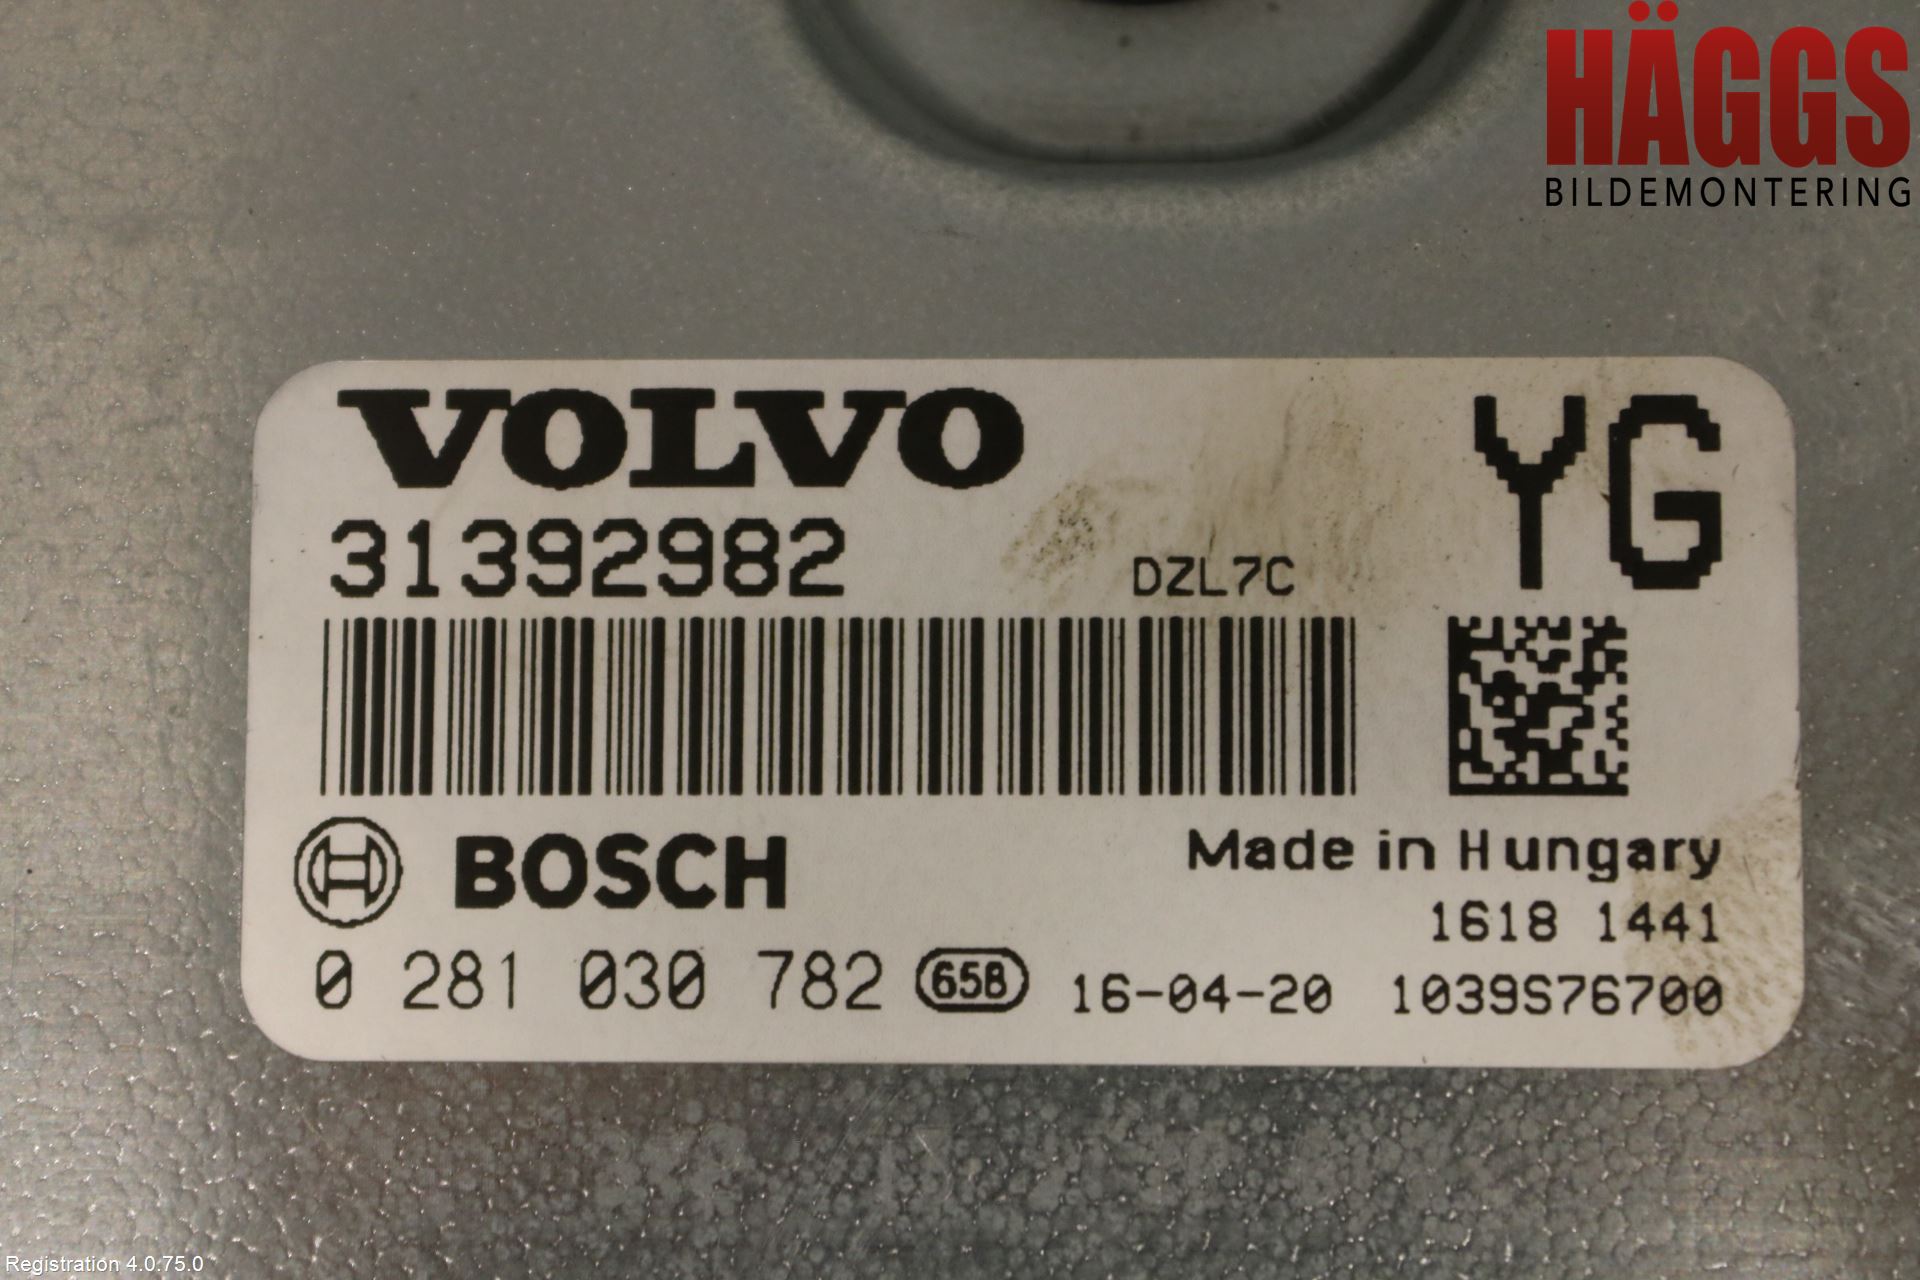 HÄGGS
BILDEMONTERING
VOLVO
YG
31392982
DZL7C
BOSCH
Made in Hungary
1618 1441
0 281 030 782 65B 16-04-20 1039S76700
Registration 4.0.75.0